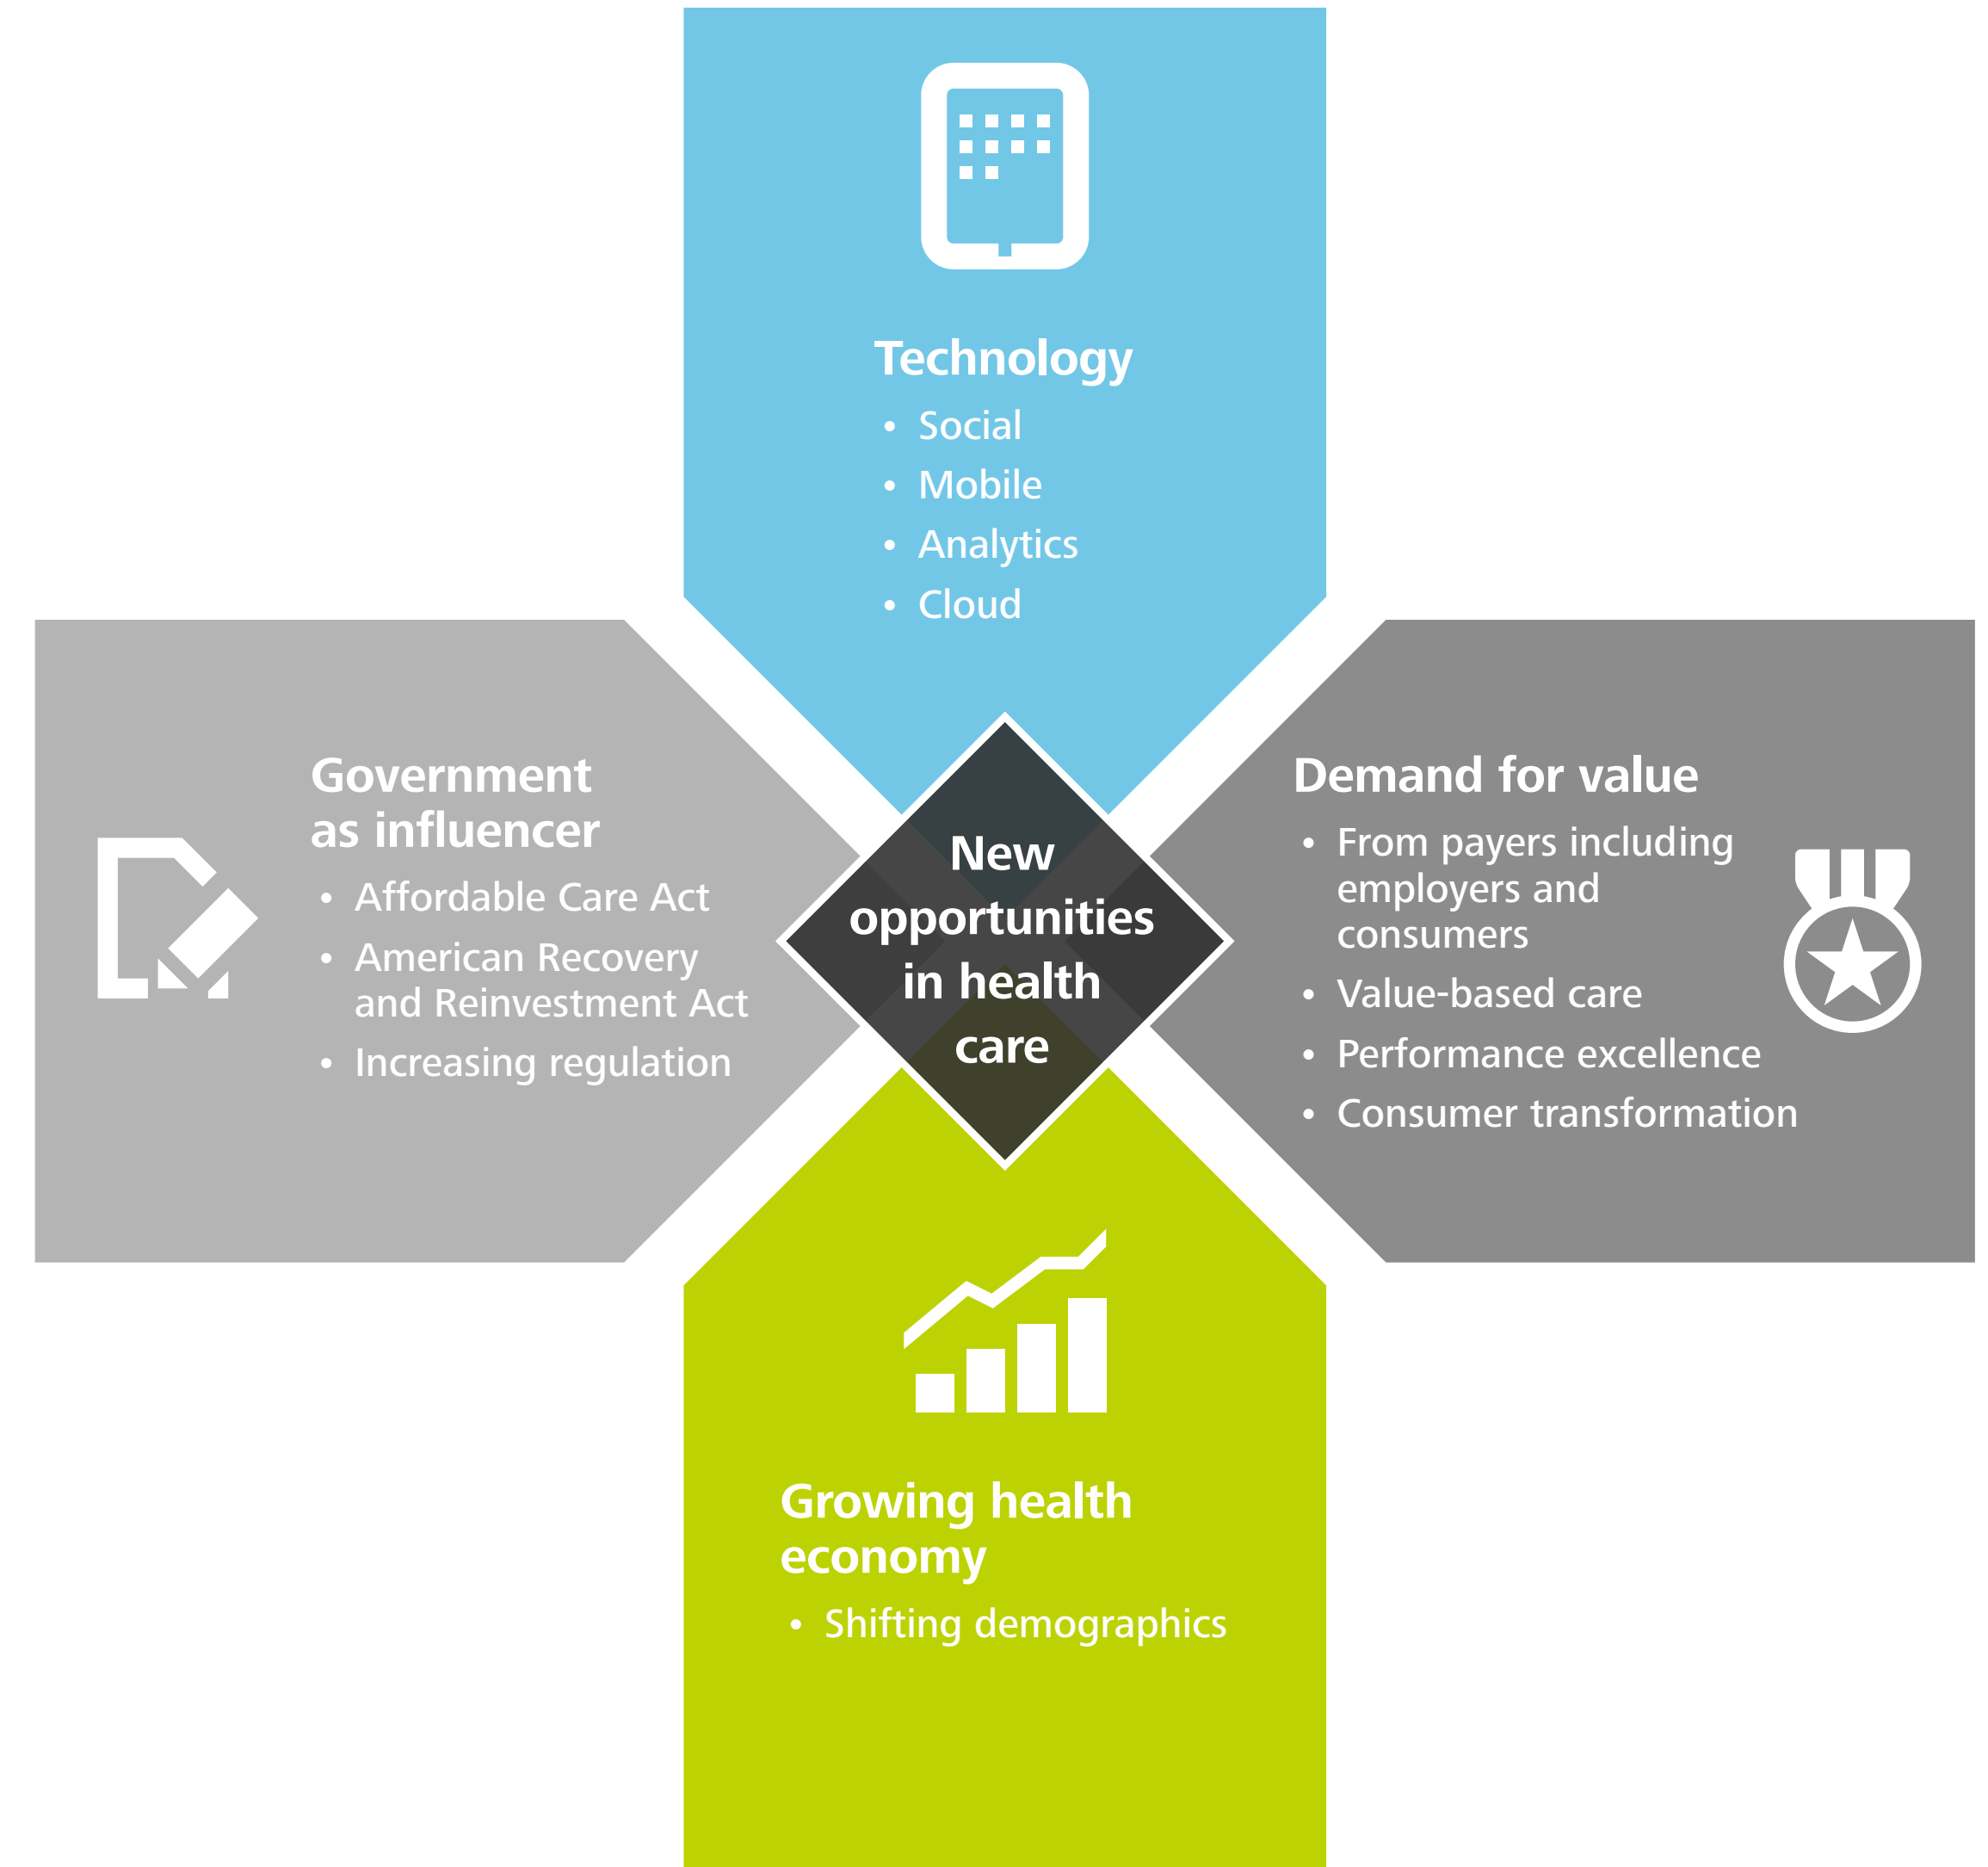 Technology
• Social
• Mobile
• Analytics
• Cloud
Government
as influencer
• Affordable Care Act
• American Recovery
and Reinvestment Act
• Increasing regulation
New
opportunities
in health
care
Demand for value
• From payers including
employers and
consumers
• Value-based care
• Performance excellence
• Consumer transformation
Growing health
economy
• Shifting demographics